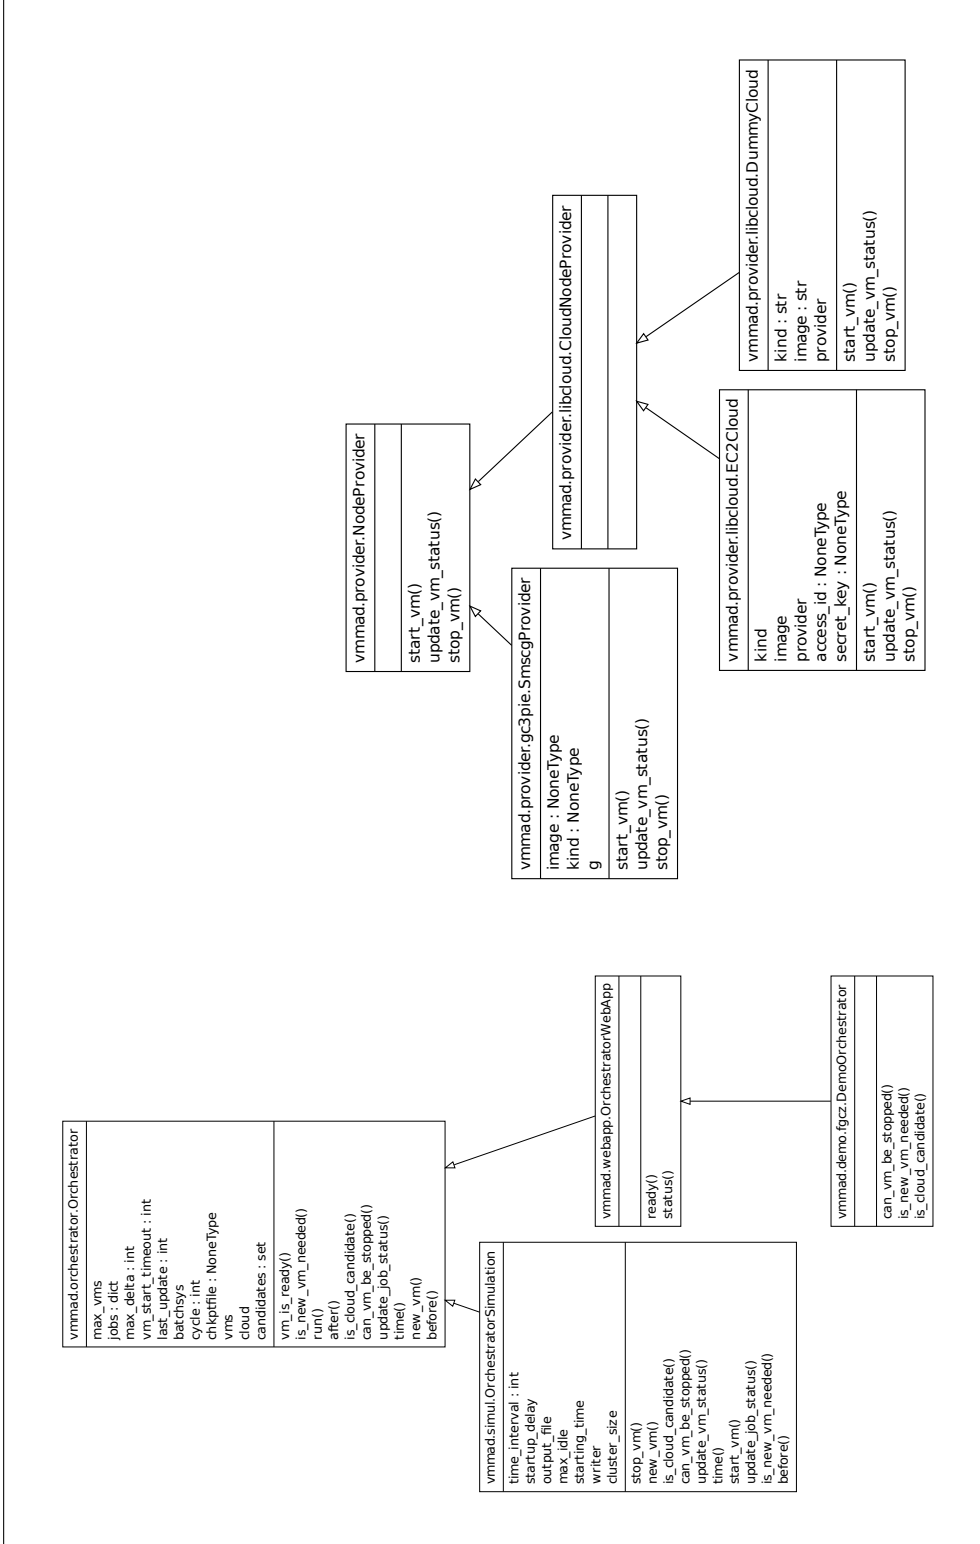 vmmad.orchestrator.Orchestrator
max_vms
jobs : dict
max_delta : int
vm_start_timeout : int
last_update : int
batchsys
cycle : int
chkptfile : NoneType
vms
cloud
candidates : set
vm_is_ready()
is_new_vm_needed()
run()
after()
is_cloud_candidate()
can_vm_be_stopped()
update_job_status()
time()
new_vm()
before()
vmmad.simul.OrchestratorSimulation
time_interval : int
startup_delay
output_file
max_idle
starting_time
writer
cluster_size
stop_vm()
new_vm()
is_cloud_candidate()
can_vm_be_stopped()
update_vm_status()
time()
start_vm()
update_job_status()
is_new_vm_needed()
before()
vmmad.webapp.OrchestratorWebApp
ready()
status()
vmmad.demo.fgcz.DemoOrchestrator
can_vm_be_stopped()
is_new_vm_needed()
is_cloud_candidate()
vmmad.provider.NodeProvider
start_vm()
update_vm_status()
stop_vm()
vmmad.provider.gc3pie.SmscgProvider
image : NoneType
kind : NoneType
g
start_vm()
update_vm_status()
stop_vm()
vmmad.provider.libcloud.CloudNodeProvider
vmmad.provider.libcloud.EC2Cloud
kind
image
provider
access_id : NoneType
secret_key : NoneType
start_vm()
update_vm_status()
stop_vm()
vmmad.provider.libcloud.DummyCloud
kind : str
image : str
provider
start_vm()
update_vm_status()
stop_vm()